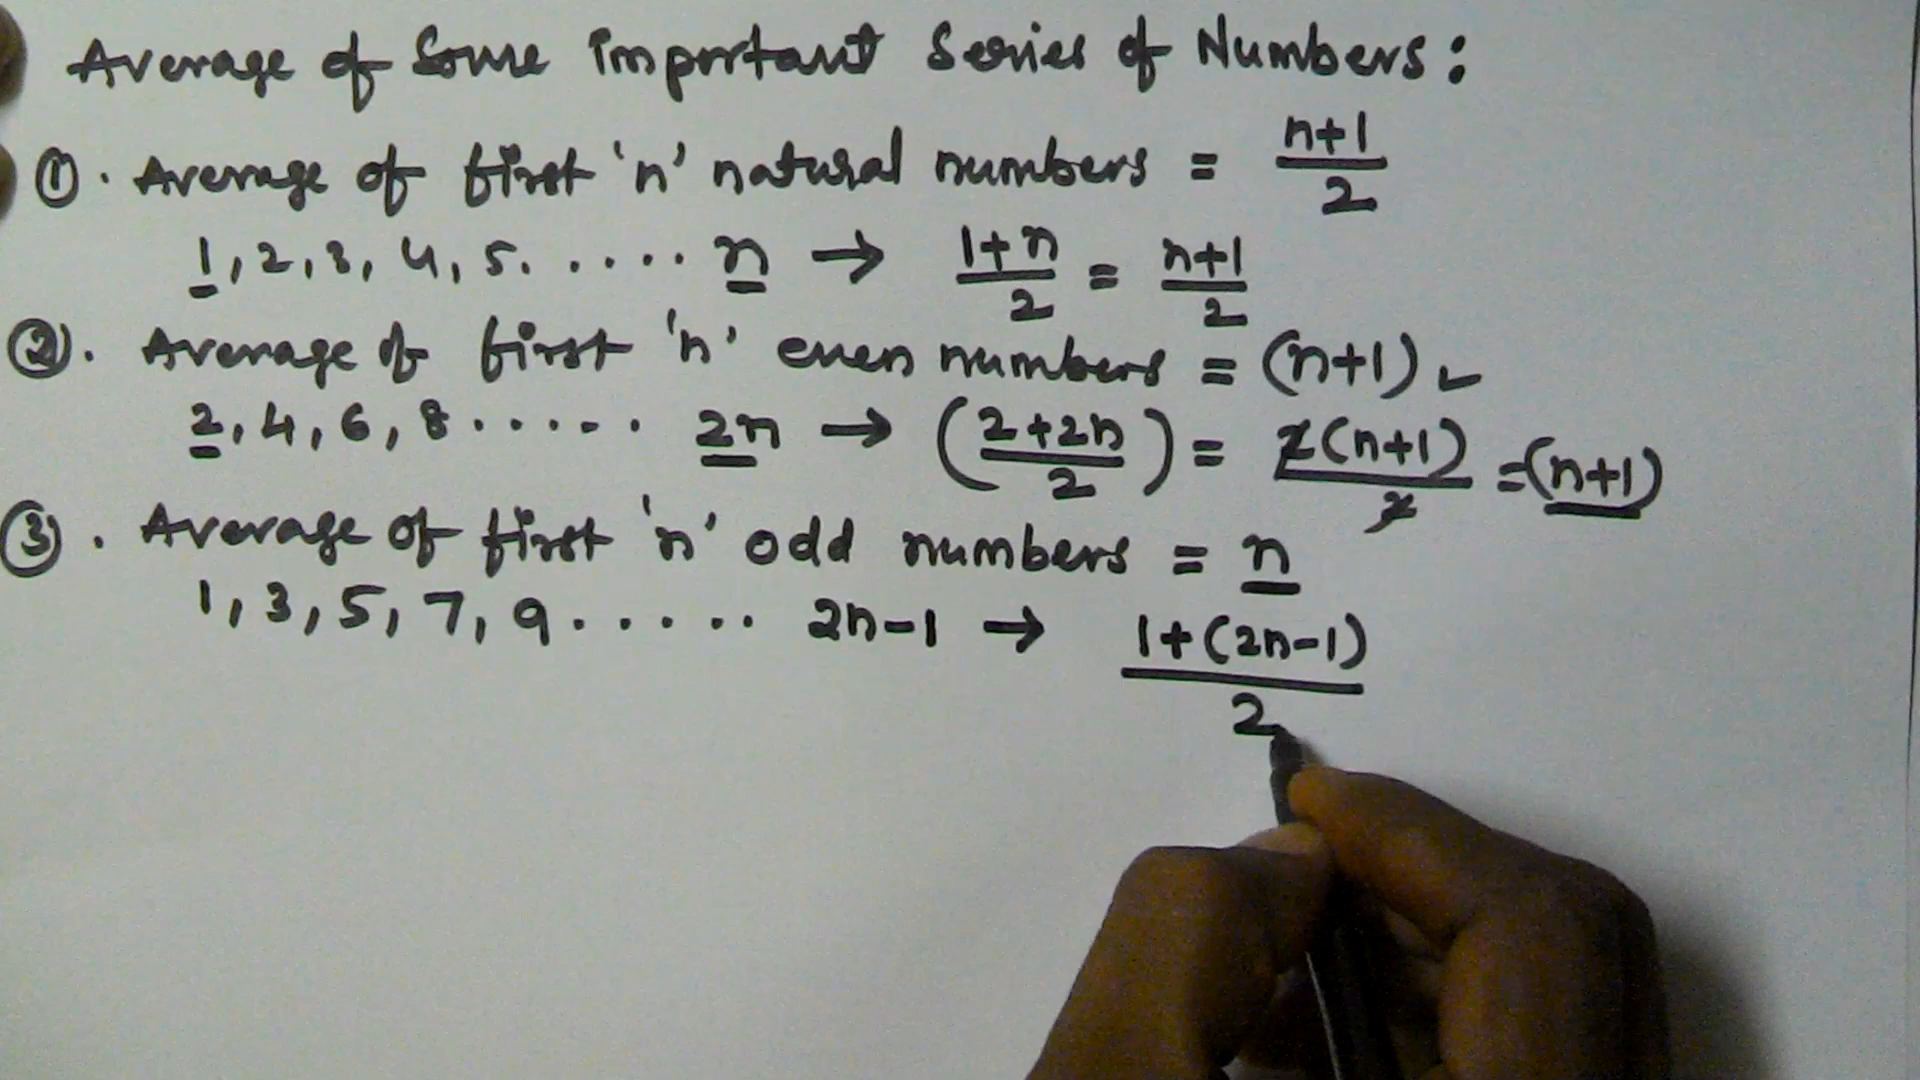 Average of Some Important Series of Numbers:
①. Average of first 'n' natural numbers = n+1/2
1, 2, 3, 4, 5. ..... n → 1+n/2 = n+1/2
②. Average of first 'n' even numbers = (n+1) ✓
2, 4, 6, 8 ...... 2n → (2+2n/2) = 2(n+1)/2 = (n+1)
③. Average of first 'n' odd numbers = n
1, 3, 5, 7, 9 ...... 2n-1 → 1+(2n-1)/2